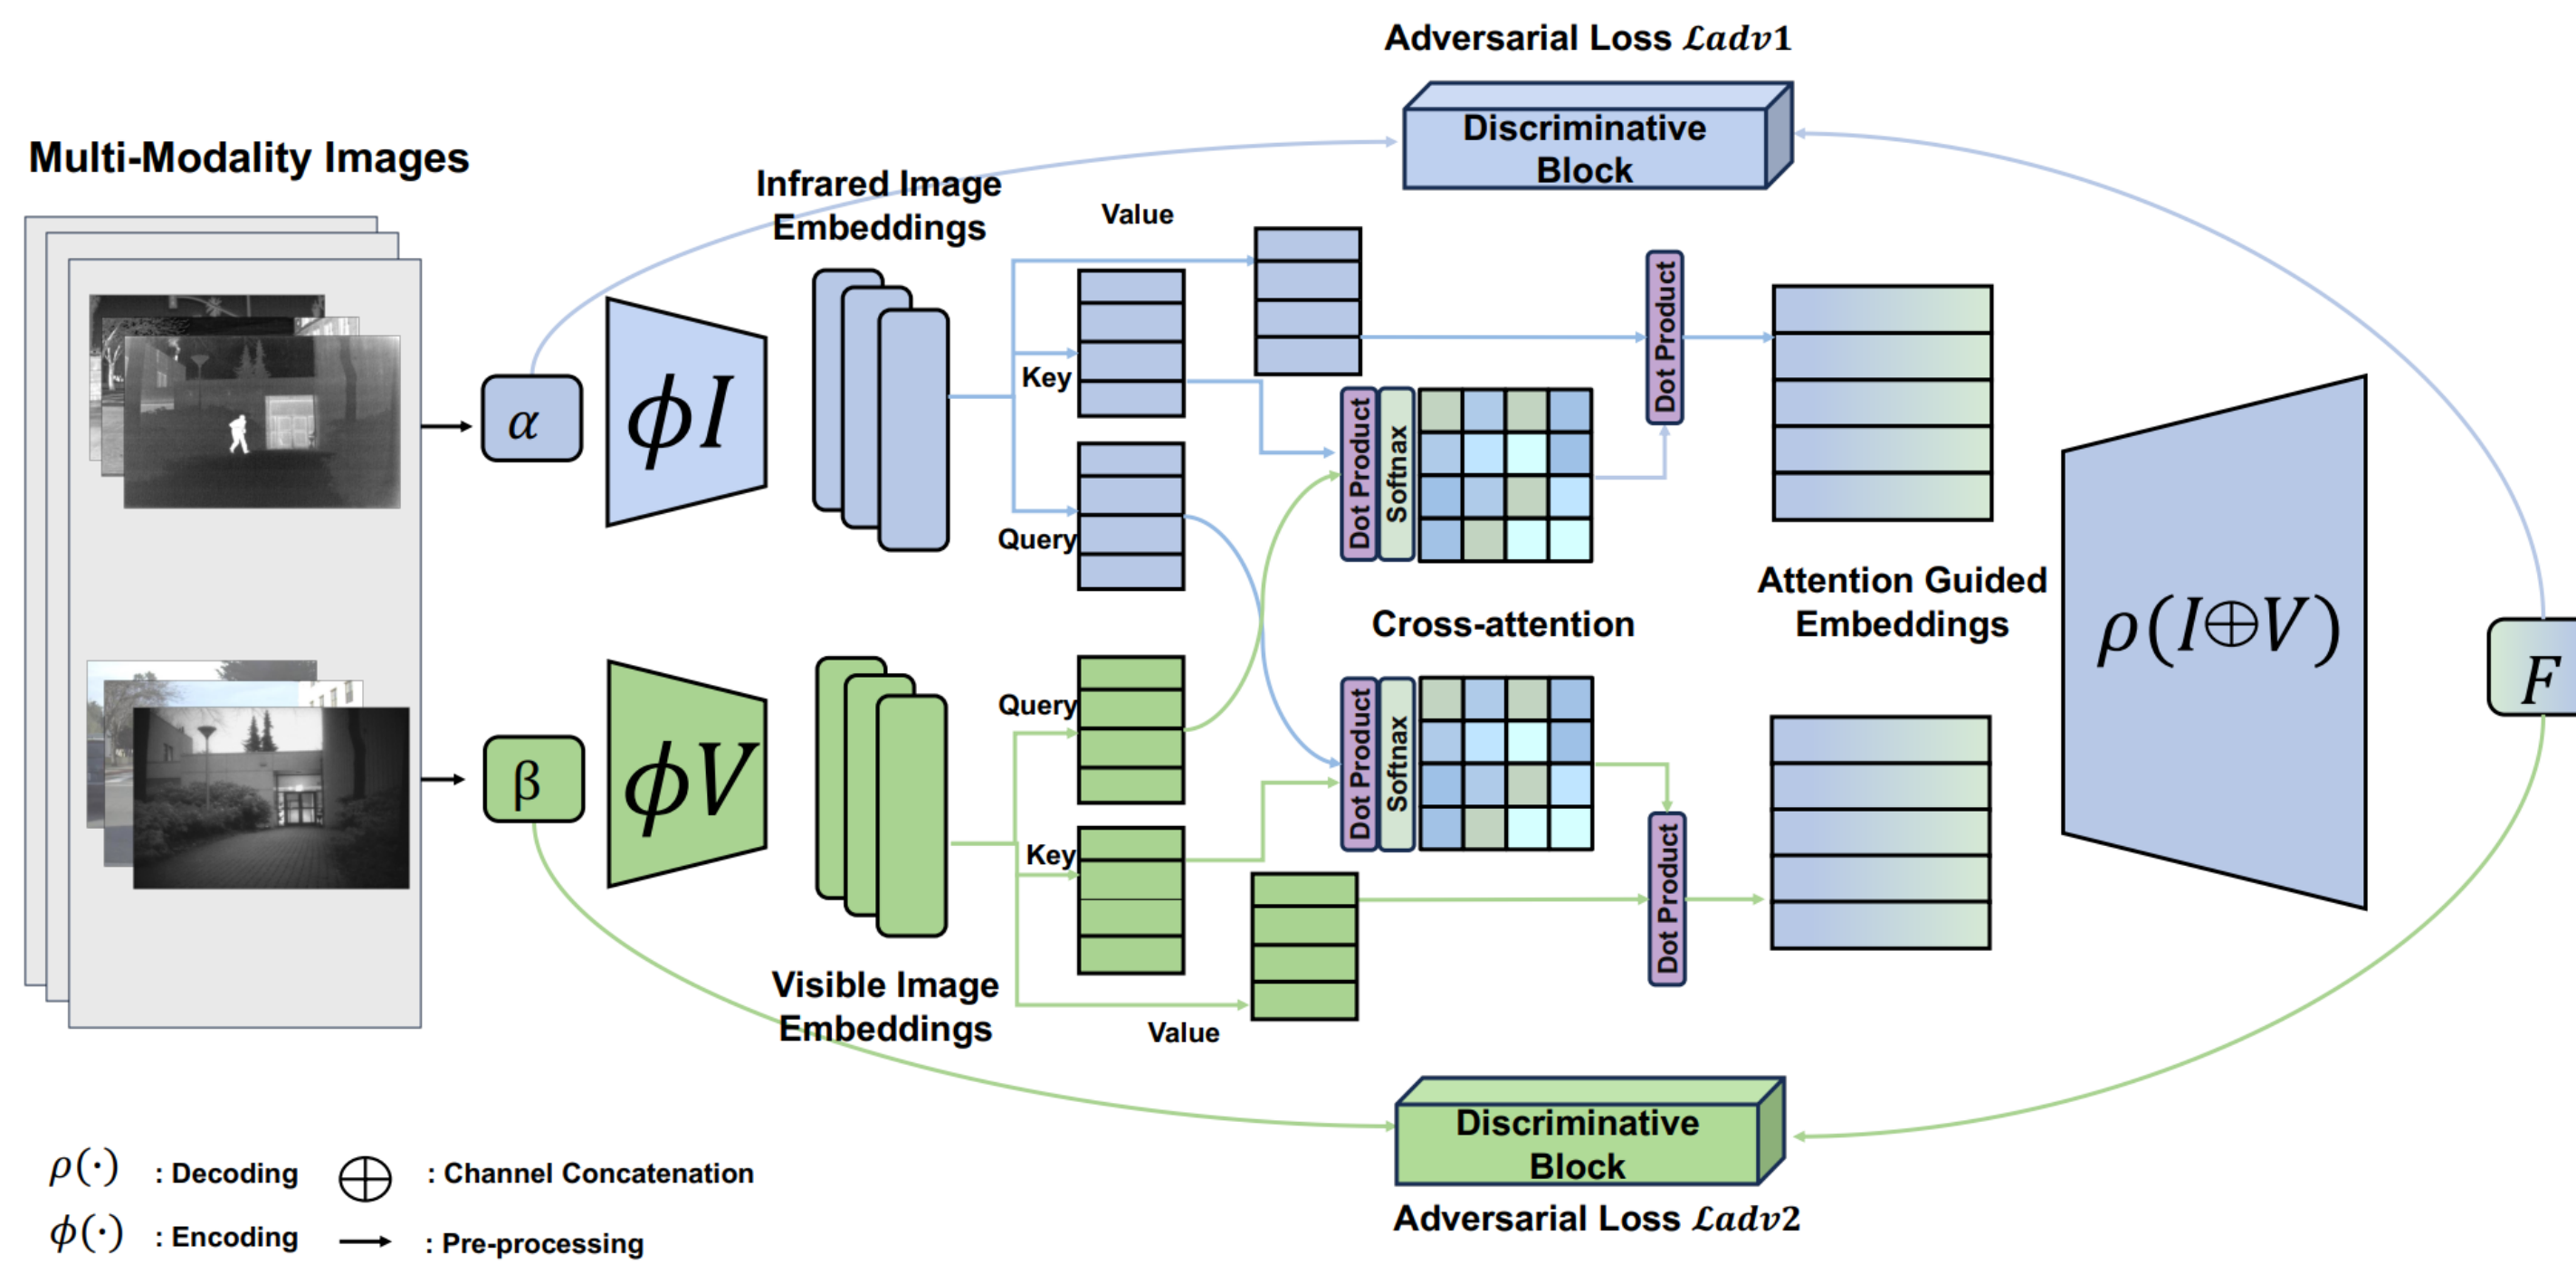 Adversarial Loss ℒadv1
Discriminative
Block
Multi-Modality Images
Infrared Image
Embeddings
Value
Key
Query
α
ϕI
Dot Product
Softnax
Dot Product
Cross-attention
Attention Guided
Embeddings
ρ(I⊕V)
F
β
ϕV
Query
Key
Value
Dot Product
Softnax
Dot Product
Visible Image
Embeddings
Discriminative
Block
Adversarial Loss ℒadv2
ρ(·) : Decoding ⊕ : Channel Concatenation
ϕ(·) : Encoding → : Pre-processing